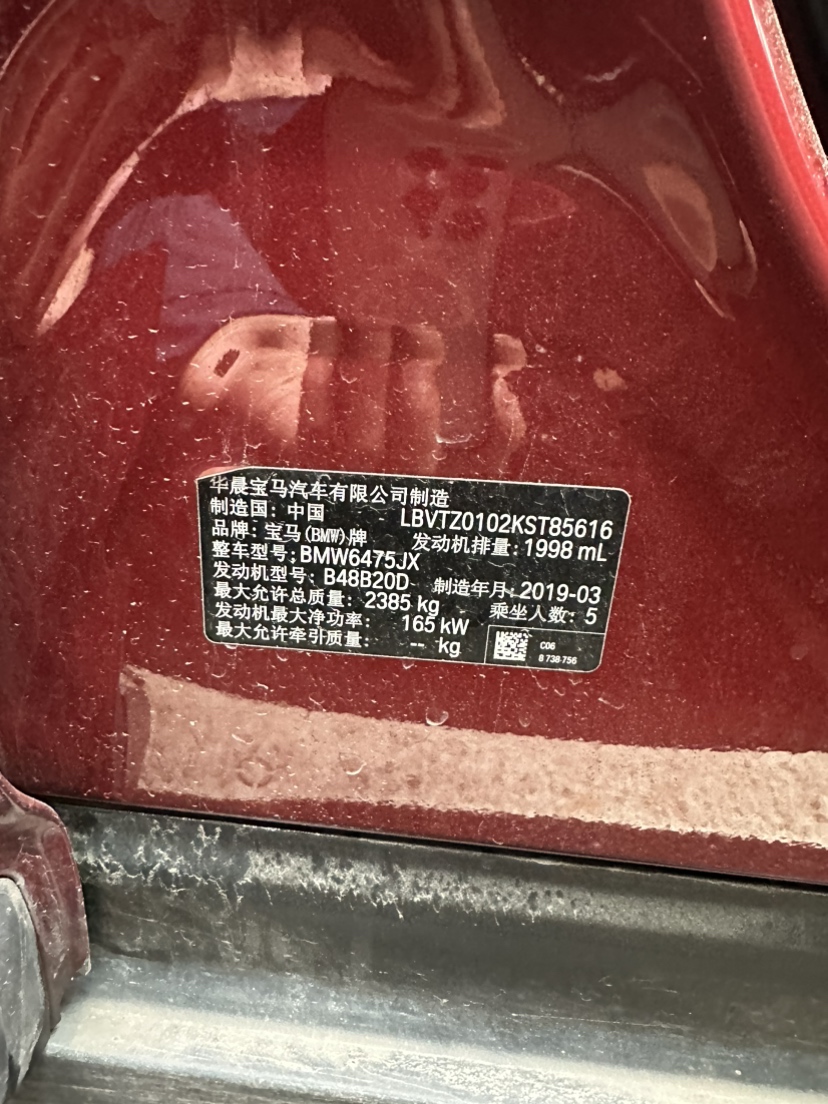 华晨宝马汽车有限公司制造
制造国: 中国 LBVTZ0102KST85616
品牌: 宝马(BMW)牌 发动机排量: 1998 mL
整车型号: BMW6475JX
发动机型号: B48B20D 制造年月: 2019-03
最大允许总质量: 2385 kg 乘坐人数: 5
发动机最大净功率: 165 kW
最大允许牵引质量: -- kg
C06
8 738 756